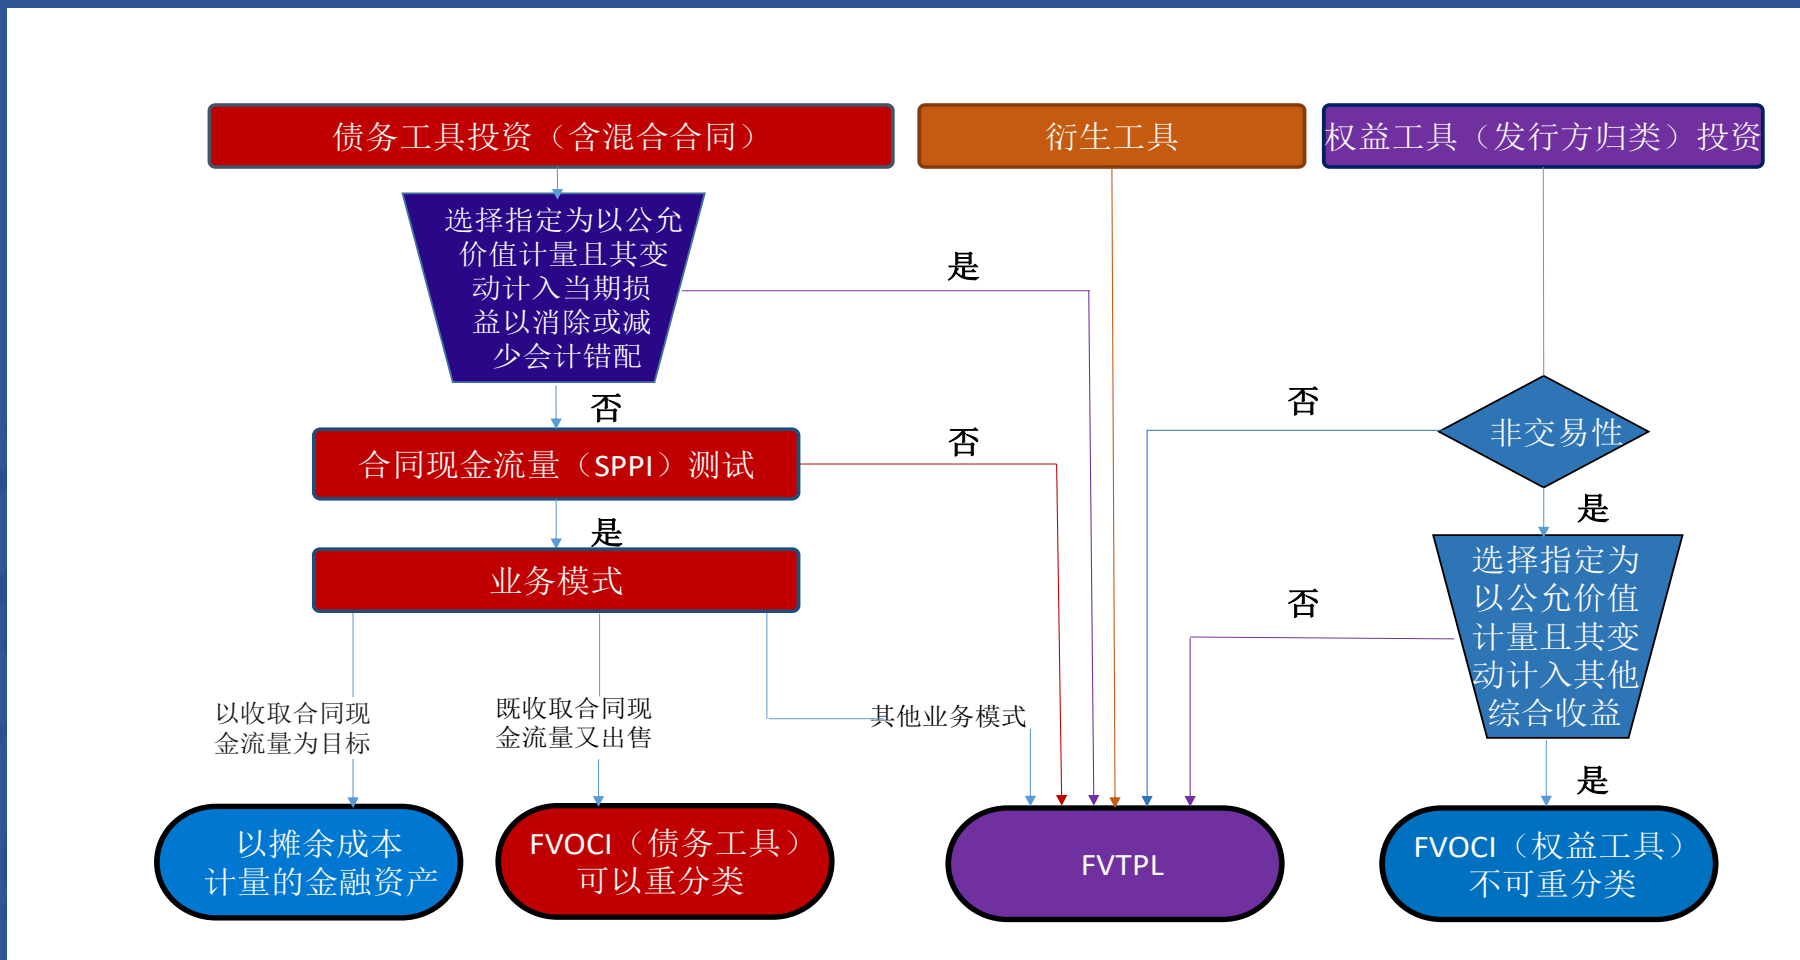 债务工具投资（含混合合同）
衍生工具
权益工具（发行方归类）投资
选择指定为以公允
价值计量且其变
动计入当期损
益以消除或减
少会计错配
是
否
合同现金流量（SPPI）测试
否
否
非交易性
是
是
业务模式
选择指定为
以公允价值
计量且其变
动计入其他
综合收益
否
以收取合同现
金流量为目标
既收取合同现
金流量又出售
其他业务模式
是
以摊余成本
计量的金融资产
FVOCI（债务工具）
可以重分类
FVTPL
FVOCI（权益工具）
不可重分类